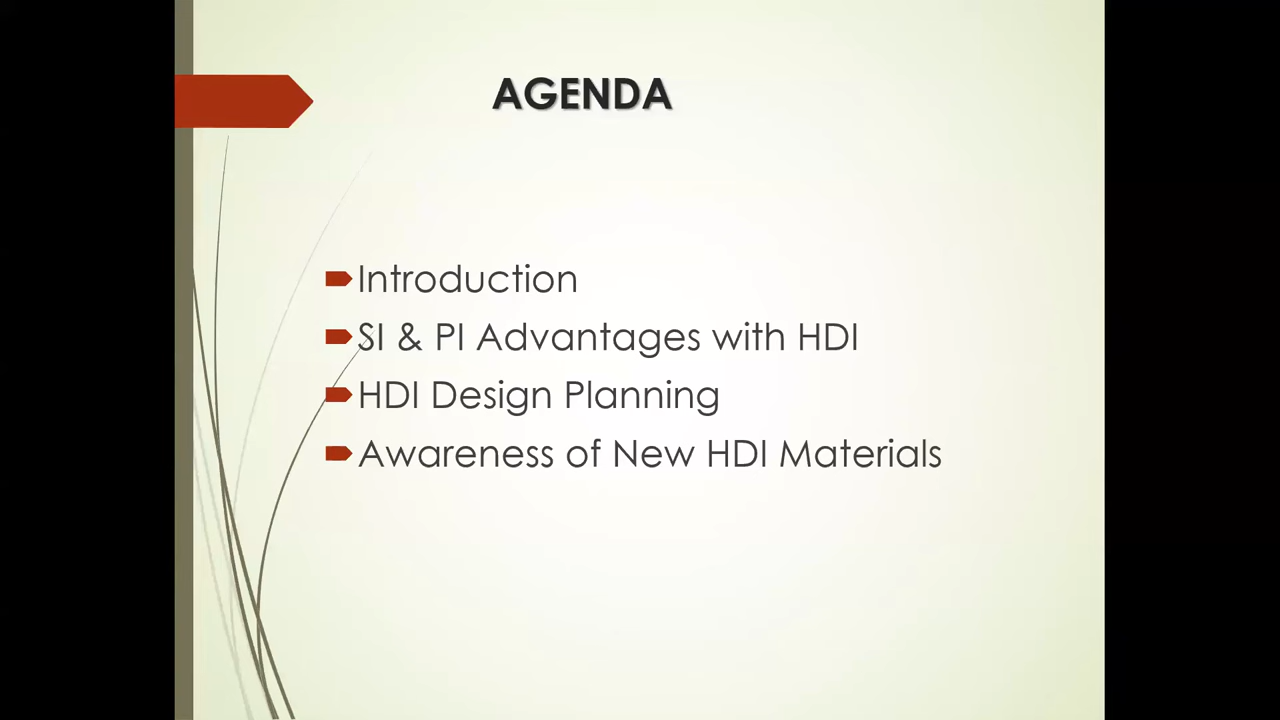 AGENDA
Introduction
SI & PI Advantages with HDI
HDI Design Planning
Awareness of New HDI Materials